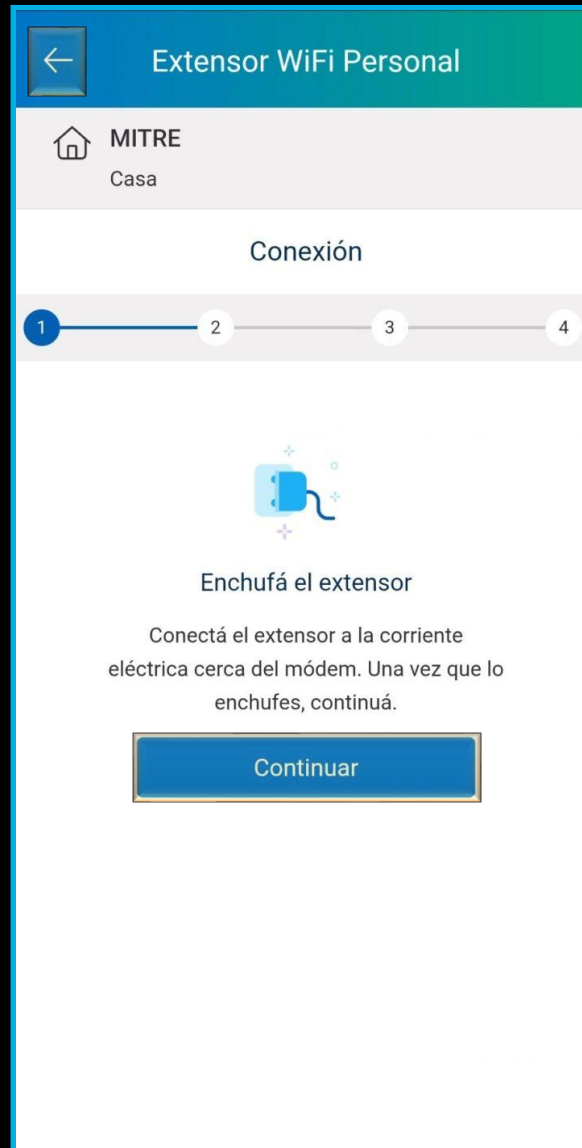 Extensor WiFi Personal
MITRE
Casa
Conexión
1 2 3 4
Enchufá el extensor
Conectá el extensor a la corriente
eléctrica cerca del módem. Una vez que lo
enchufes, continuá.
Continuar